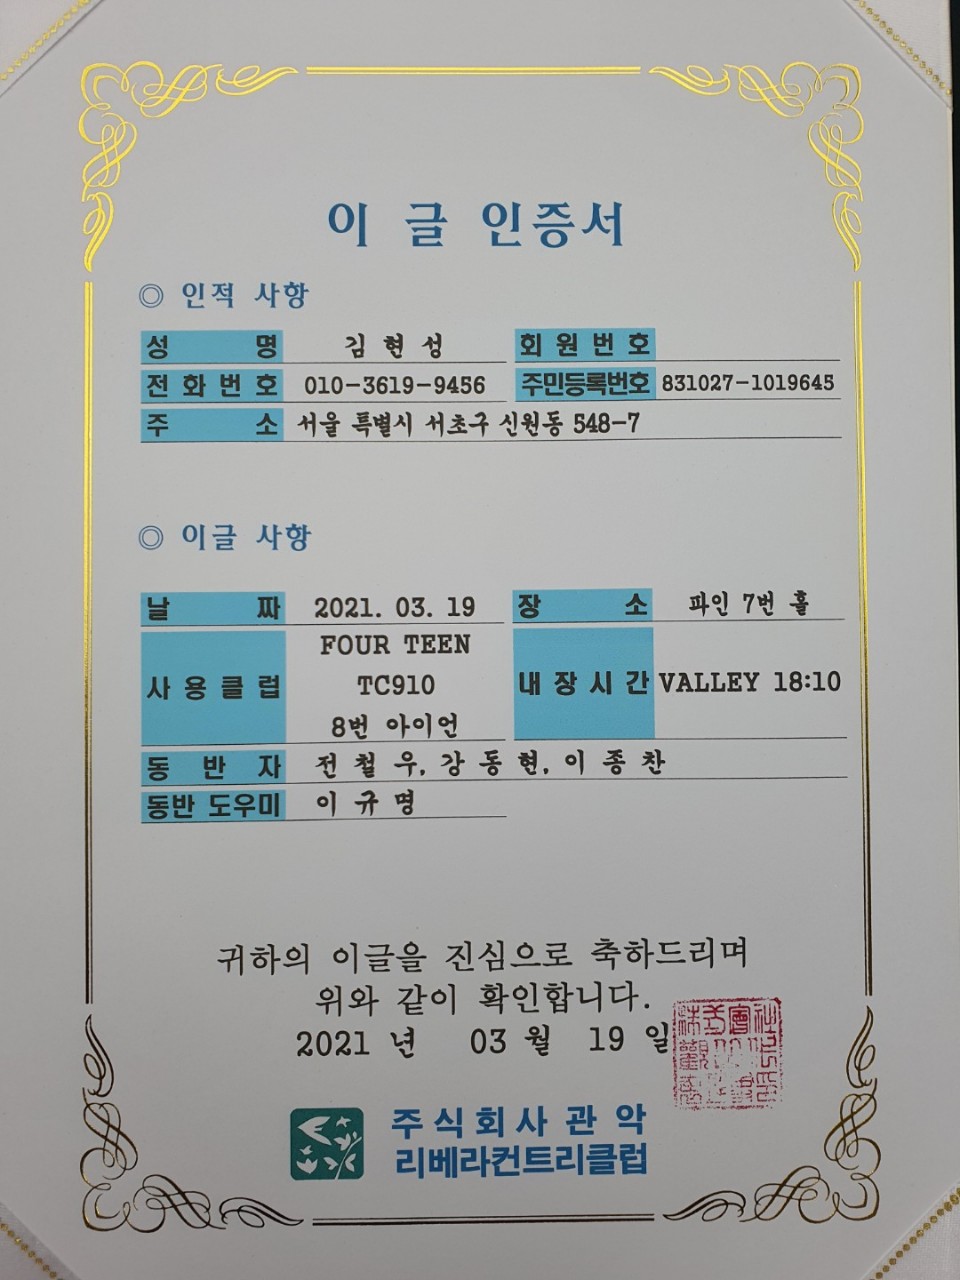 이 글 인증서
◎ 인적 사항
성 명 김 현 성 회 원 번 호
전 화 번 호 010-3619-9456 주민등록번호 831027-1019645
주 소 서울 특별시 서초구 신원동 548-7
◎ 이글 사항
날 짜 2021. 03. 19 장 소 파인 7번 홀
사 용 클 럽 FOUR TEEN
TC910
8번 아이언
내 장 시 간 VALLEY 18:10
동 반 자 전 철 우, 강 동 현, 이 종 찬
동반 도우미 이 규 명
귀하의 이글을 진심으로 축하드리며
위와 같이 확인합니다.
2021 년 03 월 19 일
주 식 회 사 관 악
리베라컨트리클럽